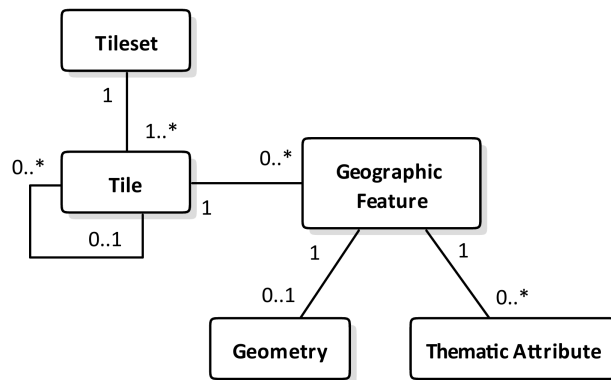 Tileset
1
1..*
0..*
Tile
0..*
1
0..1
Geographic
Feature
1
1
0..1
0..*
Geometry
Thematic Attribute